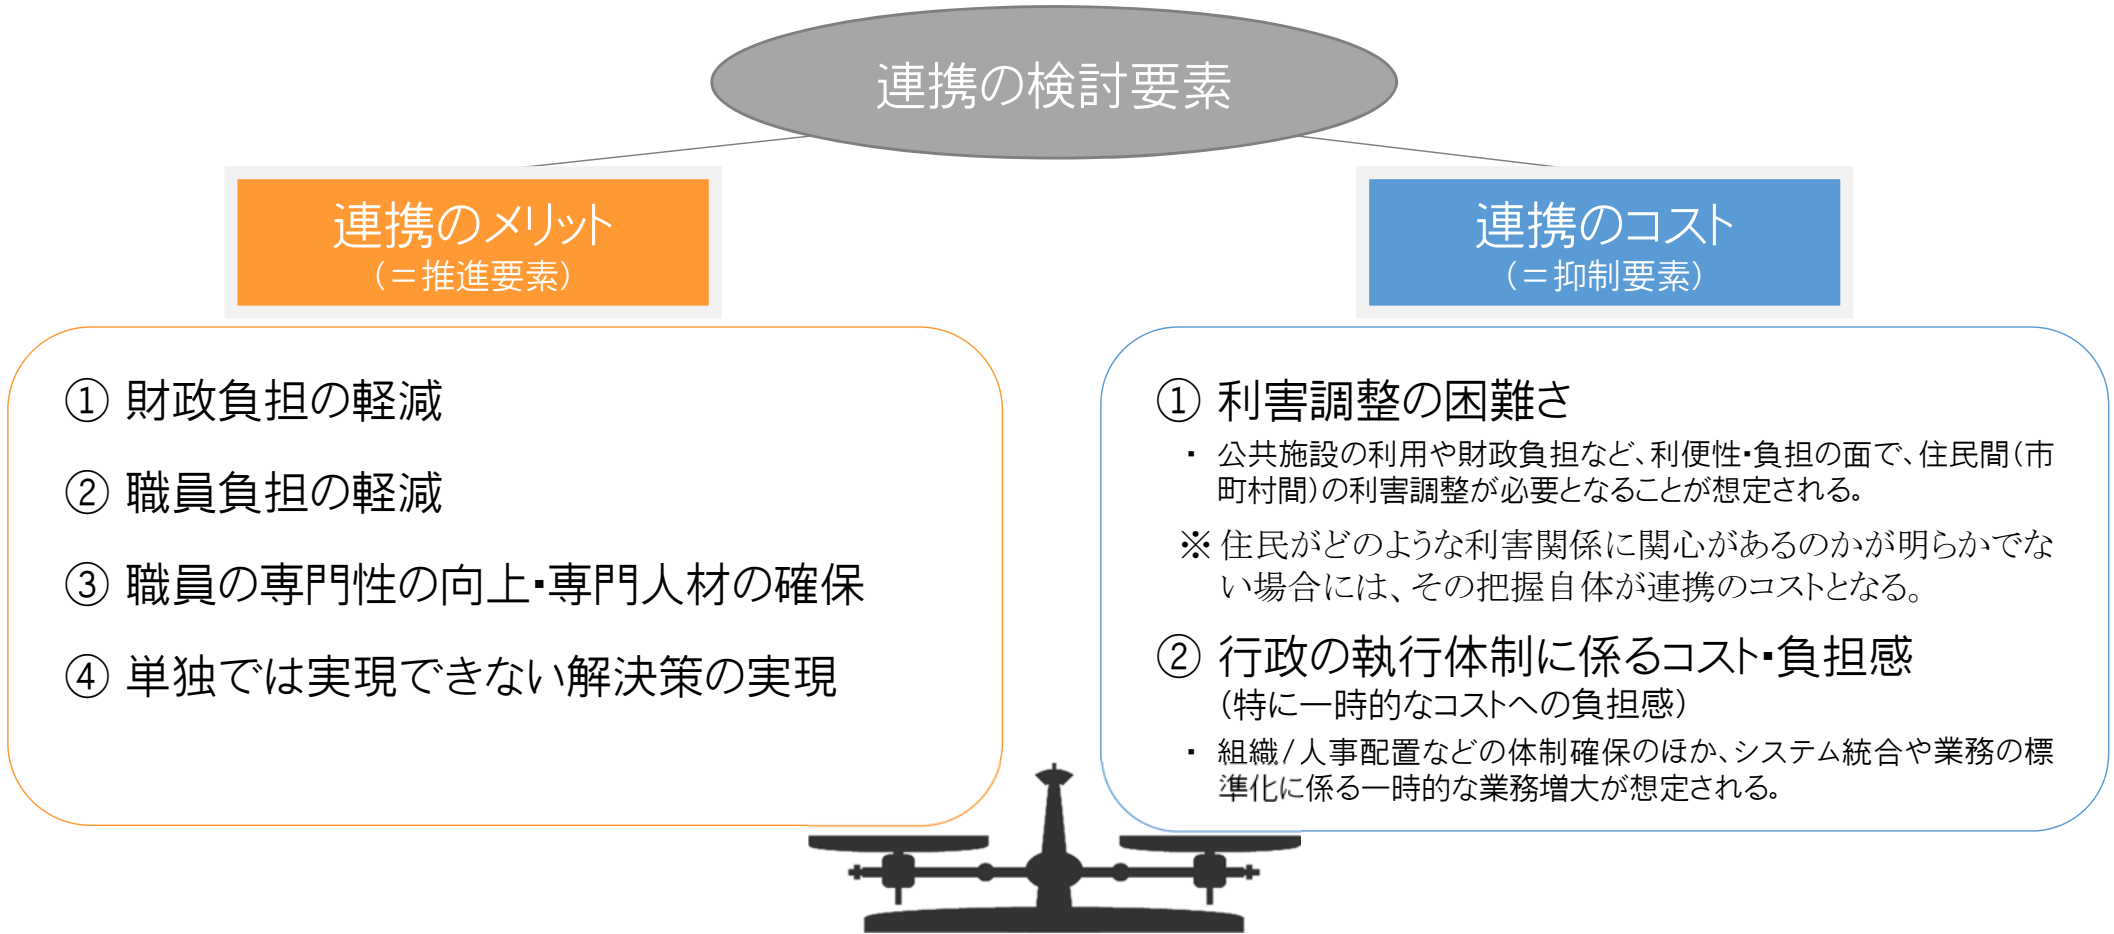 連携の検討要素
連携のメリット
（＝推進要素）
① 財政負担の軽減
② 職員負担の軽減
③ 職員の専門性の向上・専門人材の確保
④ 単独では実現できない解決策の実現
連携のコスト
（＝抑制要素）
① 利害調整の困難さ
・ 公共施設の利用や財政負担など、利便性・負担の面で、住民間（市
町村間）の利害調整が必要となることが想定される。
※ 住民がどのような利害関係に関心があるのかが明らかでな
い場合には、その把握自体が連携のコストとなる。
② 行政の執行体制に係るコスト・負担感
（特に一時的なコストへの負担感）
・ 組織/人事配置などの体制確保のほか、システム統合や業務の標
準化に係る一時的な業務増大が想定される。